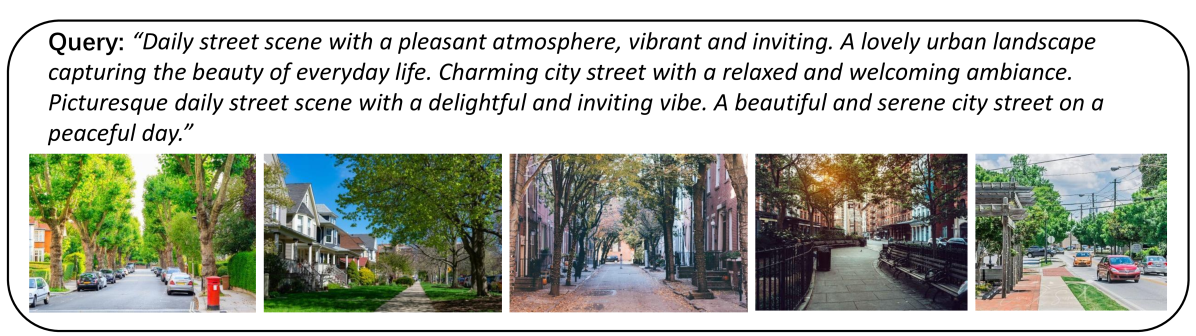 Query: “Daily street scene with a pleasant atmosphere, vibrant and inviting. A lovely urban landscape
capturing the beauty of everyday life. Charming city street with a relaxed and welcoming ambiance.
Picturesque daily street scene with a delightful and inviting vibe. A beautiful and serene city street on a
peaceful day.”